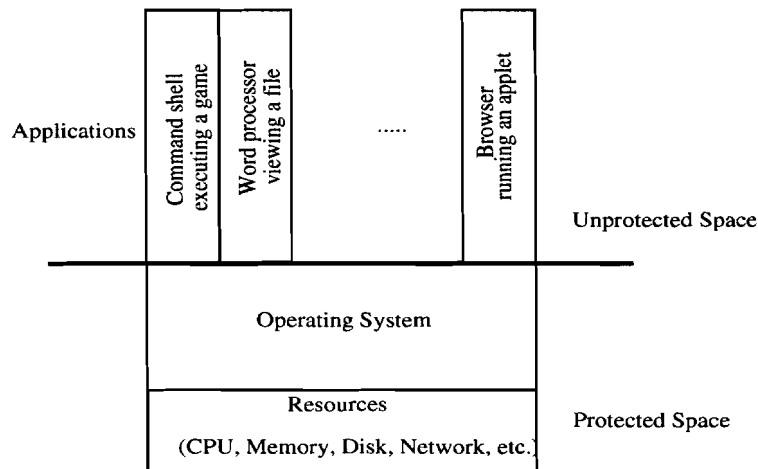 Applications
Command shell
executing a game
Word processor
viewing a file
.....
Browser
running an applet
Unprotected Space
Operating System
Resources
(CPU, Memory, Disk, Network, etc.)
Protected Space